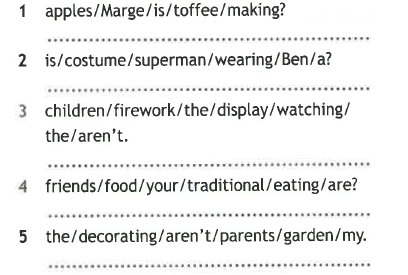 1 apples/Marge/is/toffee/making?
2 is/costume/superman/wearing/Ben/a?
3 children/firework/the/display/watching/
the/aren't.
4 friends/food/your/traditional/eating/are?
5 the/decorating/aren't/parents/garden/my.